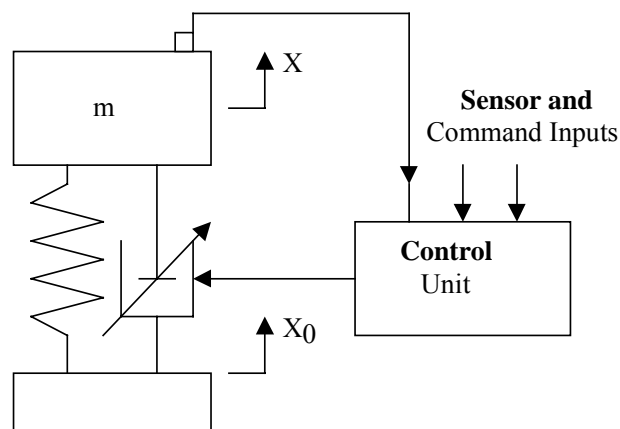 X
m
Sensor and
Command Inputs
Control
Unit
X0